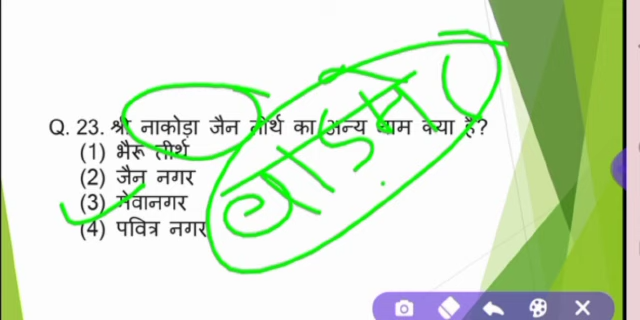 Q. 23. श्री नाकोड़ा जैन तीर्थ का अन्य नाम क्या है?
(1) भैरू तीर्थ
(2) जैन नगर
(3) मेवानगर
(4) पवित्र नगर